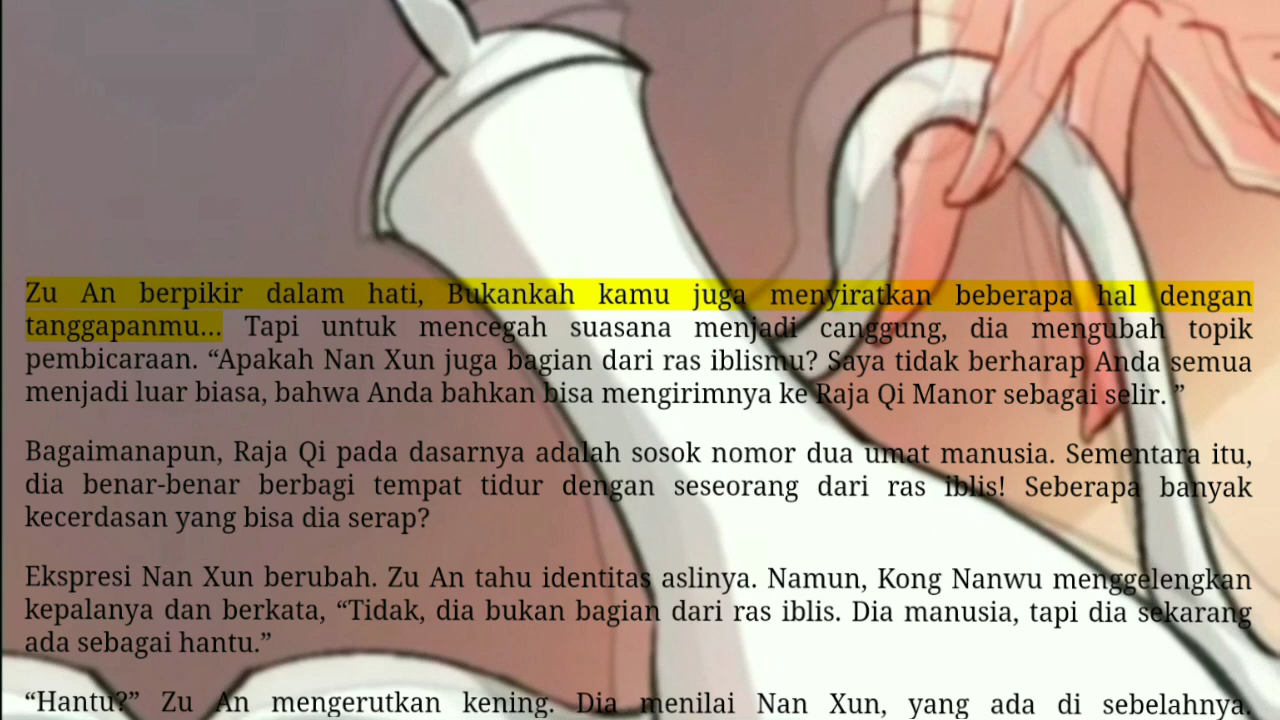 Zu An berpikir dalam hati, Bukankah kamu juga menyiratkan beberapa hal dengan
tanggapanmu... Tapi untuk mencegah suasana menjadi canggung, dia mengubah topik
pembicaraan. “Apakah Nan Xun juga bagian dari ras iblismu? Saya tidak berharap Anda semua
menjadi luar biasa, bahwa Anda bahkan bisa mengirimnya ke Raja Qi Manor sebagai selir. ”
Bagaimanapun, Raja Qi pada dasarnya adalah sosok nomor dua umat manusia. Sementara itu,
dia benar-benar berbagi tempat tidur dengan seseorang dari ras iblis! Seberapa banyak
kecerdasan yang bisa dia serap?
Ekspresi Nan Xun berubah. Zu An tahu identitas aslinya. Namun, Kong Nanwu menggelengkan
kepalanya dan berkata, “Tidak, dia bukan bagian dari ras iblis. Dia manusia, tapi dia sekarang
ada sebagai hantu.”
“Hantu?” Zu An mengerutkan kening. Dia menilai Nan Xun, yang ada di sebelahnya.